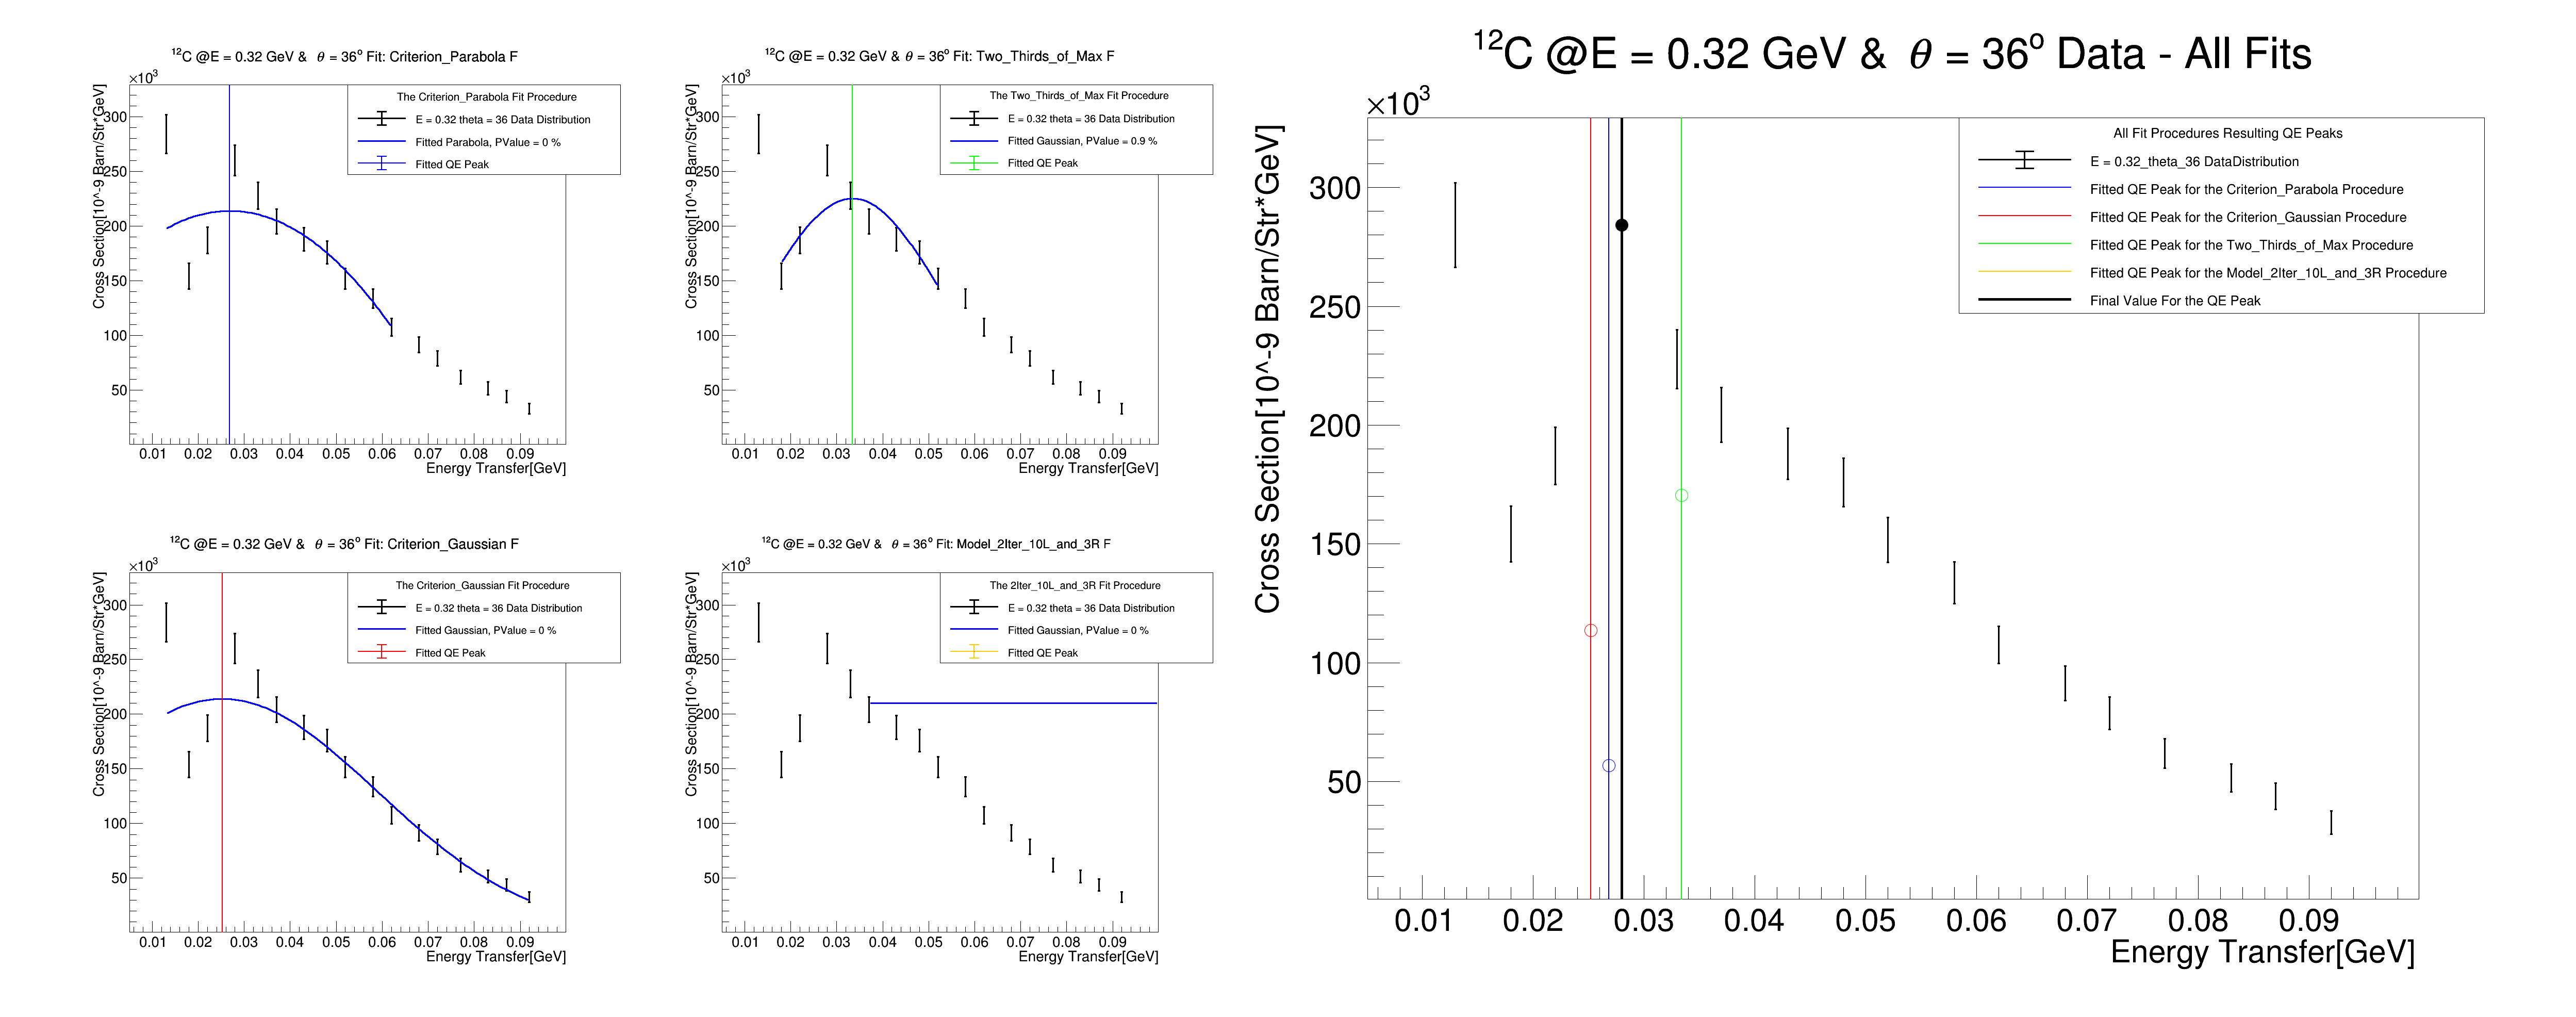 ¹²C @E = 0.32 GeV & θ = 36° Fit: Criterion_Parabola F
×10³
Cross Section[10^-9 Barn/Str*GeV]
300
250
200
150
100
50
The Criterion_Parabola Fit Procedure
E = 0.32 theta = 36 Data Distribution
Fitted Parabola, PValue = 0 %
Fitted QE Peak
0.01 0.02 0.03 0.04 0.05 0.06 0.07 0.08 0.09
Energy Transfer[GeV]
¹²C @E = 0.32 GeV & θ = 36° Fit: Two_Thirds_of_Max F
×10³
Cross Section[10^-9 Barn/Str*GeV]
300
250
200
150
100
50
The Two_Thirds_of_Max Fit Procedure
E = 0.32 theta = 36 Data Distribution
Fitted Gaussian, PValue = 0.9 %
Fitted QE Peak
0.01 0.02 0.03 0.04 0.05 0.06 0.07 0.08 0.09
Energy Transfer[GeV]
¹²C @E = 0.32 GeV & θ = 36° Fit: Criterion_Gaussian F
×10³
Cross Section[10^-9 Barn/Str*GeV]
300
250
200
150
100
50
The Criterion_Gaussian Fit Procedure
E = 0.32 theta = 36 Data Distribution
Fitted Gaussian, PValue = 0 %
Fitted QE Peak
0.01 0.02 0.03 0.04 0.05 0.06 0.07 0.08 0.09
Energy Transfer[GeV]
¹²C @E = 0.32 GeV & θ = 36° Fit: Model_2Iter_10L_and_3R F
×10³
Cross Section[10^-9 Barn/Str*GeV]
300
250
200
150
100
50
The 2Iter_10L_and_3R Fit Procedure
E = 0.32 theta = 36 Data Distribution
Fitted Gaussian, PValue = 0 %
Fitted QE Peak
0.01 0.02 0.03 0.04 0.05 0.06 0.07 0.08 0.09
Energy Transfer[GeV]
¹²C @E = 0.32 GeV & θ = 36° Data - All Fits
×10³
Cross Section[10^-9 Barn/Str*GeV]
300
250
200
150
100
50
All Fit Procedures Resulting QE Peaks
E = 0.32_theta_36 DataDistribution
Fitted QE Peak for the Criterion_Parabola Procedure
Fitted QE Peak for the Criterion_Gaussian Procedure
Fitted QE Peak for the Two_Thirds_of_Max Procedure
Fitted QE Peak for the Model_2Iter_10L_and_3R Procedure
Final Value For the QE Peak
0.01 0.02 0.03 0.04 0.05 0.06 0.07 0.08 0.09
Energy Transfer[GeV]